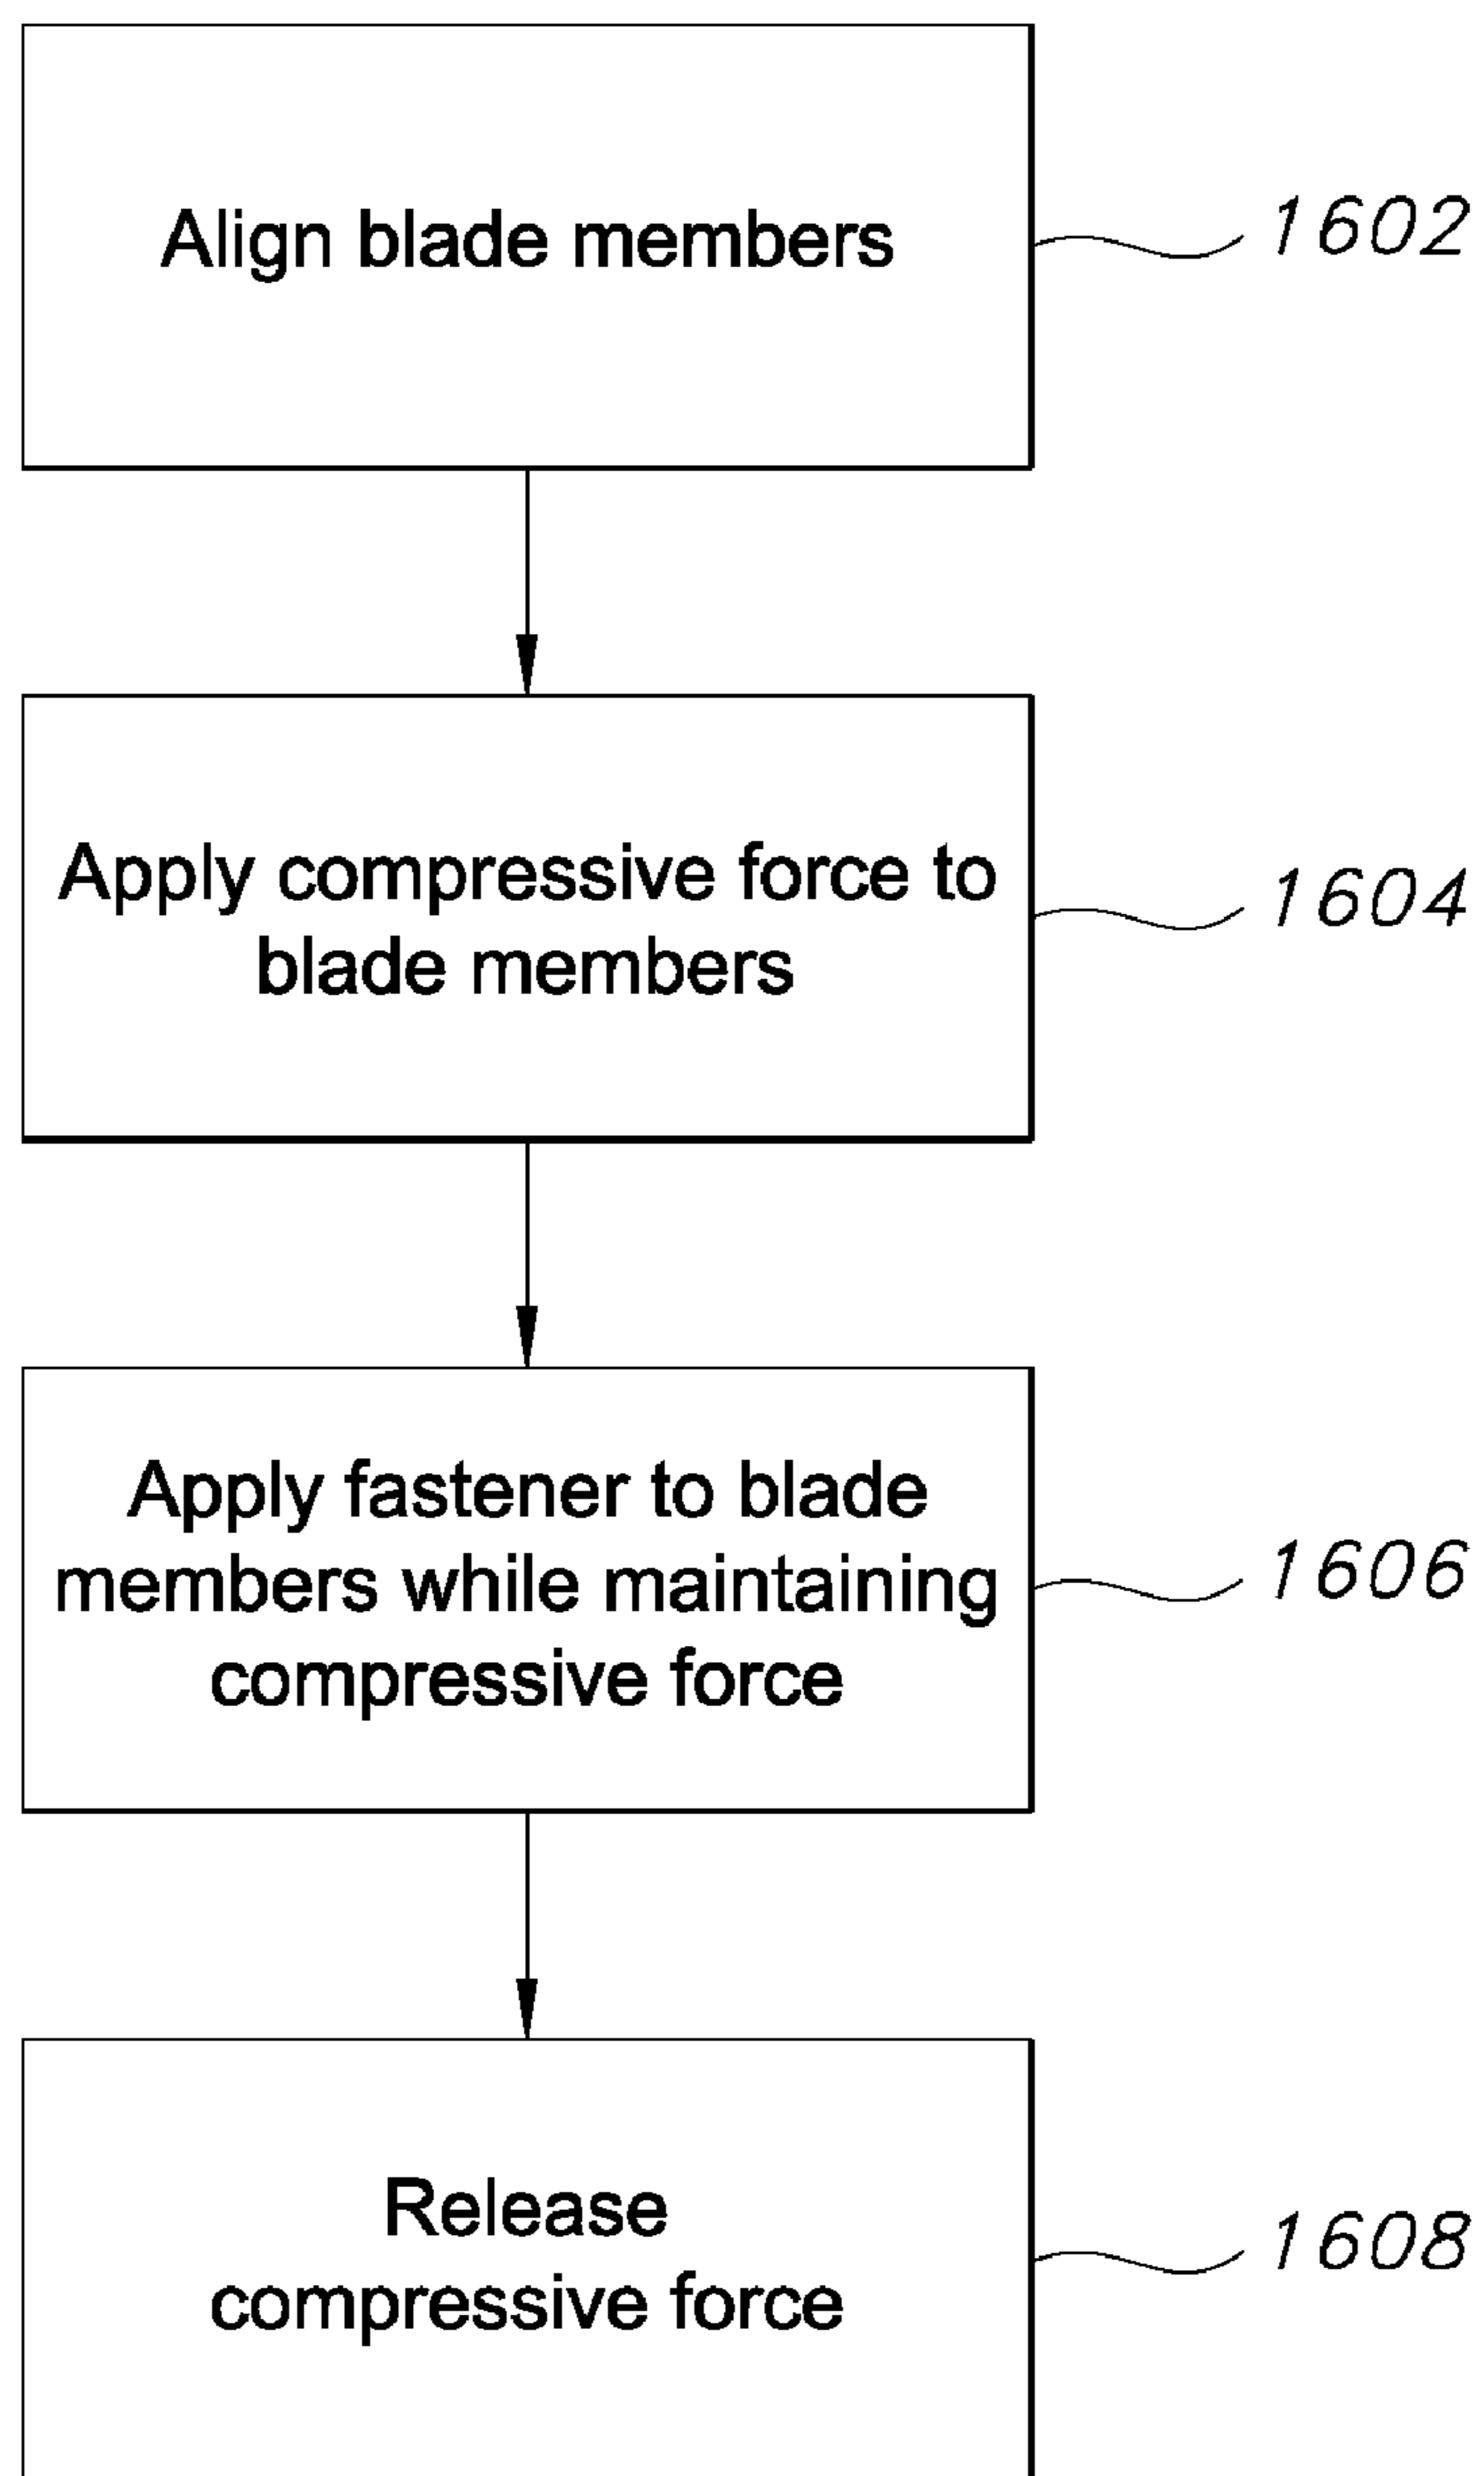 Align blade members
1602
Apply compressive force to
blade members
1604
Apply fastener to blade
members while maintaining
compressive force
1606
Release
compressive force
1608